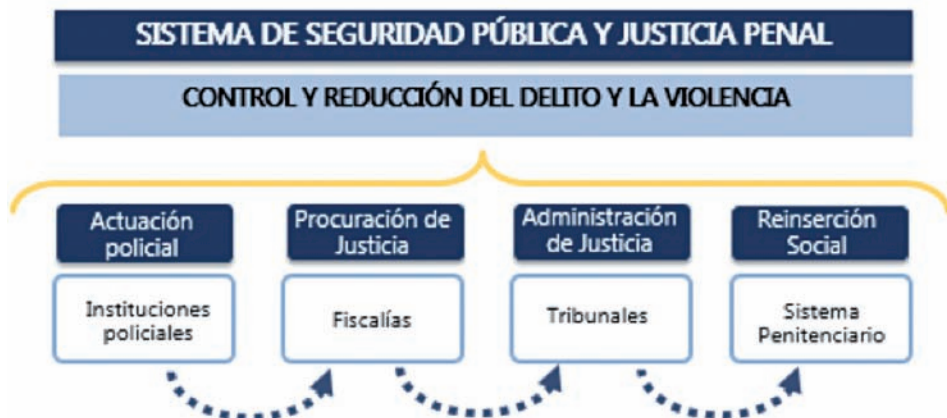 SISTEMA DE SEGURIDAD PÚBLICA Y JUSTICIA PENAL
CONTROL Y REDUCCIÓN DEL DELITO Y LA VIOLENCIA
Actuación
policial
Instituciones
policiales
Procuración de
Justicia
Fiscalías
Administración
de Justicia
Tribunales
Reinserción
Social
Sistema
Penitenciario